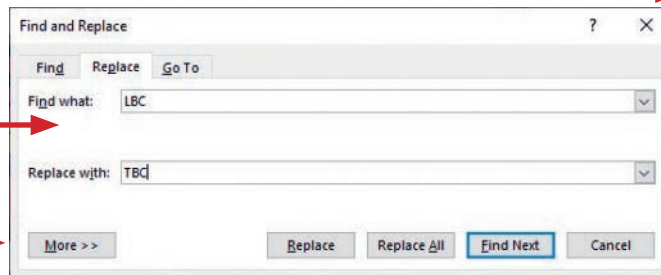 Find and Replace ? X
Find Replace Go To
Find what: LBC
Replace with: TBC
More >> Replace Replace All Find Next Cancel